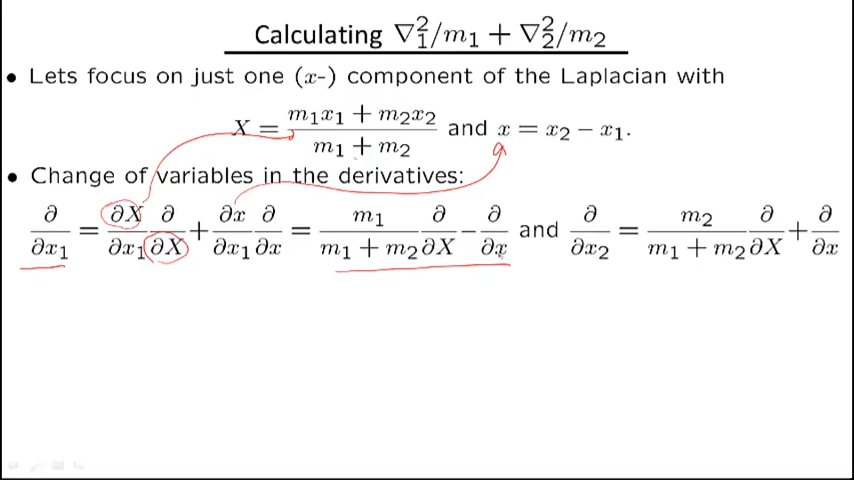 Calculating ∇₁²/m₁ + ∇₂²/m₂
• Lets focus on just one (x-) component of the Laplacian with
X = (m₁x₁ + m₂x₂)/(m₁ + m₂) and x = x₂ − x₁.
• Change of variables in the derivatives:
∂/∂x₁ = ∂X/∂x₁ ∂/∂X + ∂x/∂x₁ ∂/∂x = m₁/(m₁ + m₂) ∂/∂X − ∂/∂x and ∂/∂x₂ = m₂/(m₁ + m₂) ∂/∂X + ∂/∂x